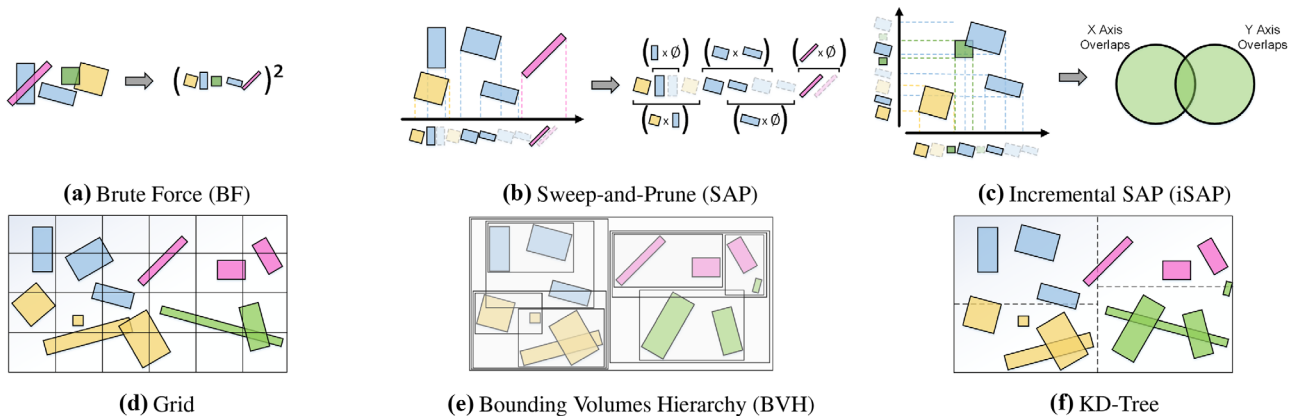 ( )²
( x Ø) ( x ) ( x Ø)
( x ) ( x Ø)
X Axis Overlaps
Y Axis Overlaps
(a) Brute Force (BF)
(b) Sweep-and-Prune (SAP)
(c) Incremental SAP (iSAP)
(d) Grid
(e) Bounding Volumes Hierarchy (BVH)
(f) KD-Tree